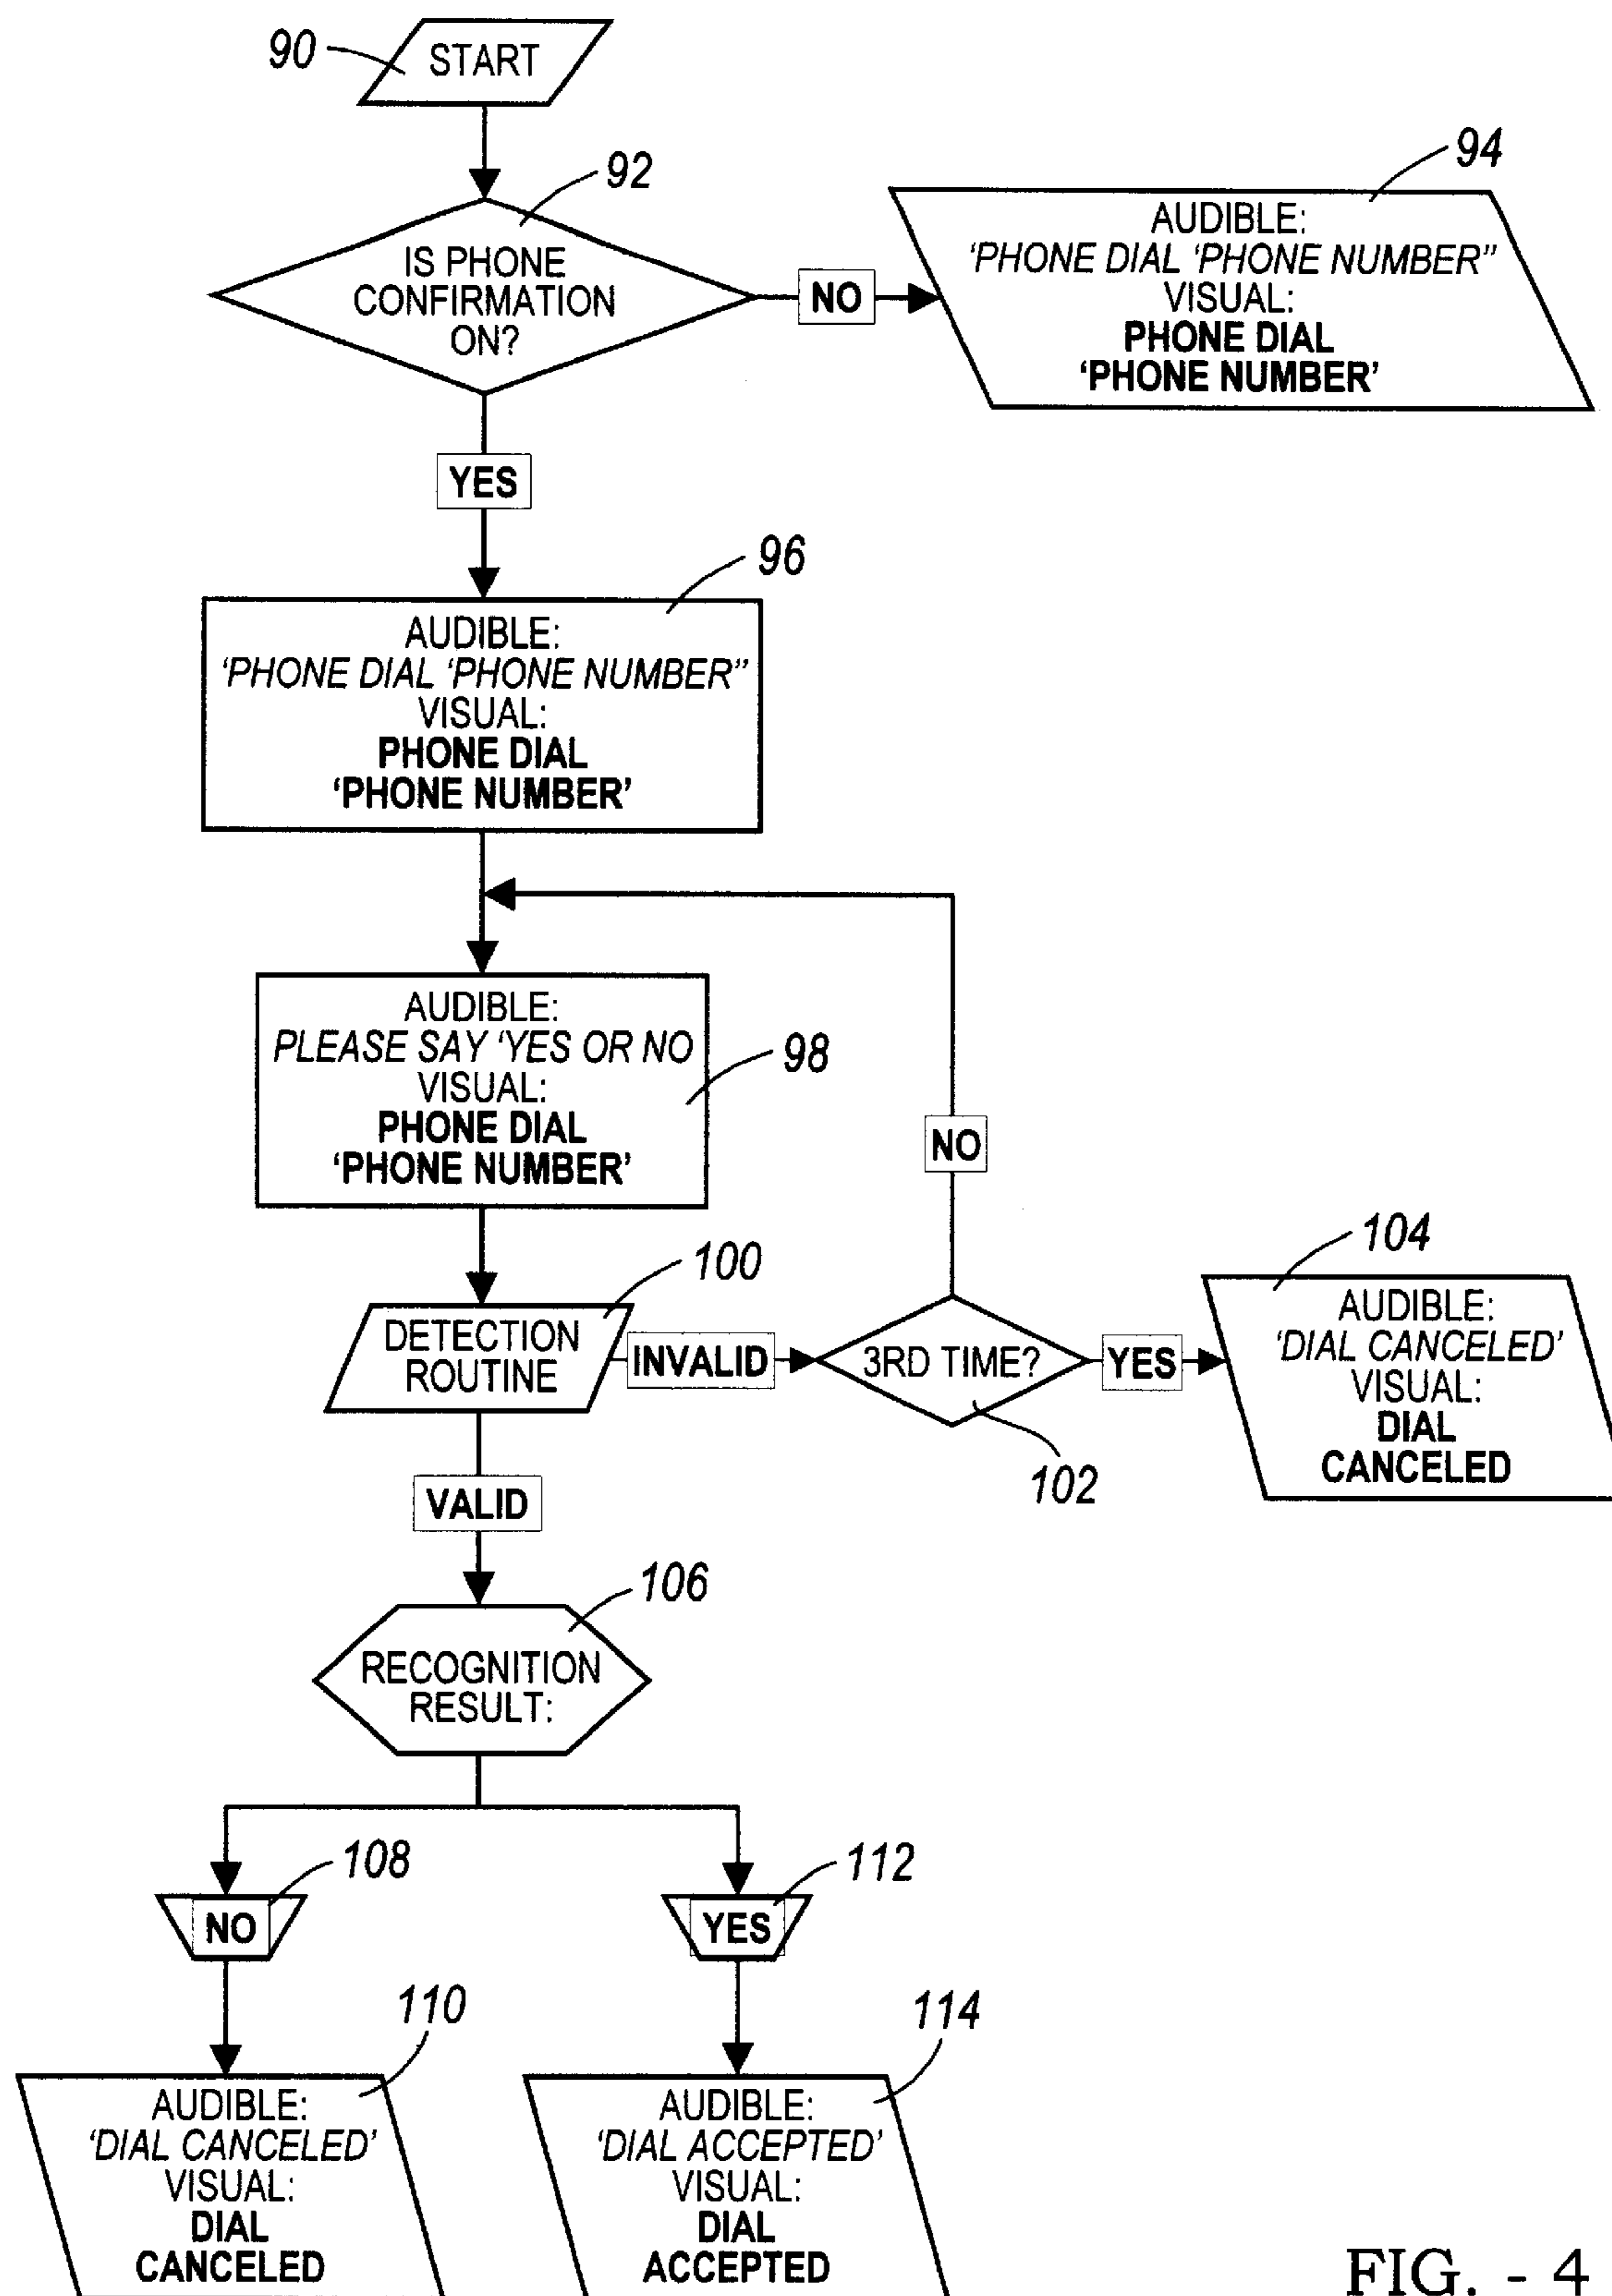 90
START
92
IS PHONE
CONFIRMATION
ON?
NO
94
AUDIBLE:
‘PHONE DIAL ‘PHONE NUMBER’’
VISUAL:
PHONE DIAL
‘PHONE NUMBER’
YES
96
AUDIBLE:
‘PHONE DIAL ‘PHONE NUMBER’’
VISUAL:
PHONE DIAL
‘PHONE NUMBER’
98
AUDIBLE:
PLEASE SAY ‘YES OR NO
VISUAL:
PHONE DIAL
‘PHONE NUMBER’
NO
100
DETECTION
ROUTINE
INVALID
3RD TIME?
102
YES
104
AUDIBLE:
‘DIAL CANCELED’
VISUAL:
DIAL
CANCELED
VALID
106
RECOGNITION
RESULT:
108
NO
112
YES
110
AUDIBLE:
‘DIAL CANCELED’
VISUAL:
DIAL
CANCELED
114
AUDIBLE:
‘DIAL ACCEPTED’
VISUAL:
DIAL
ACCEPTED
FIG. - 4